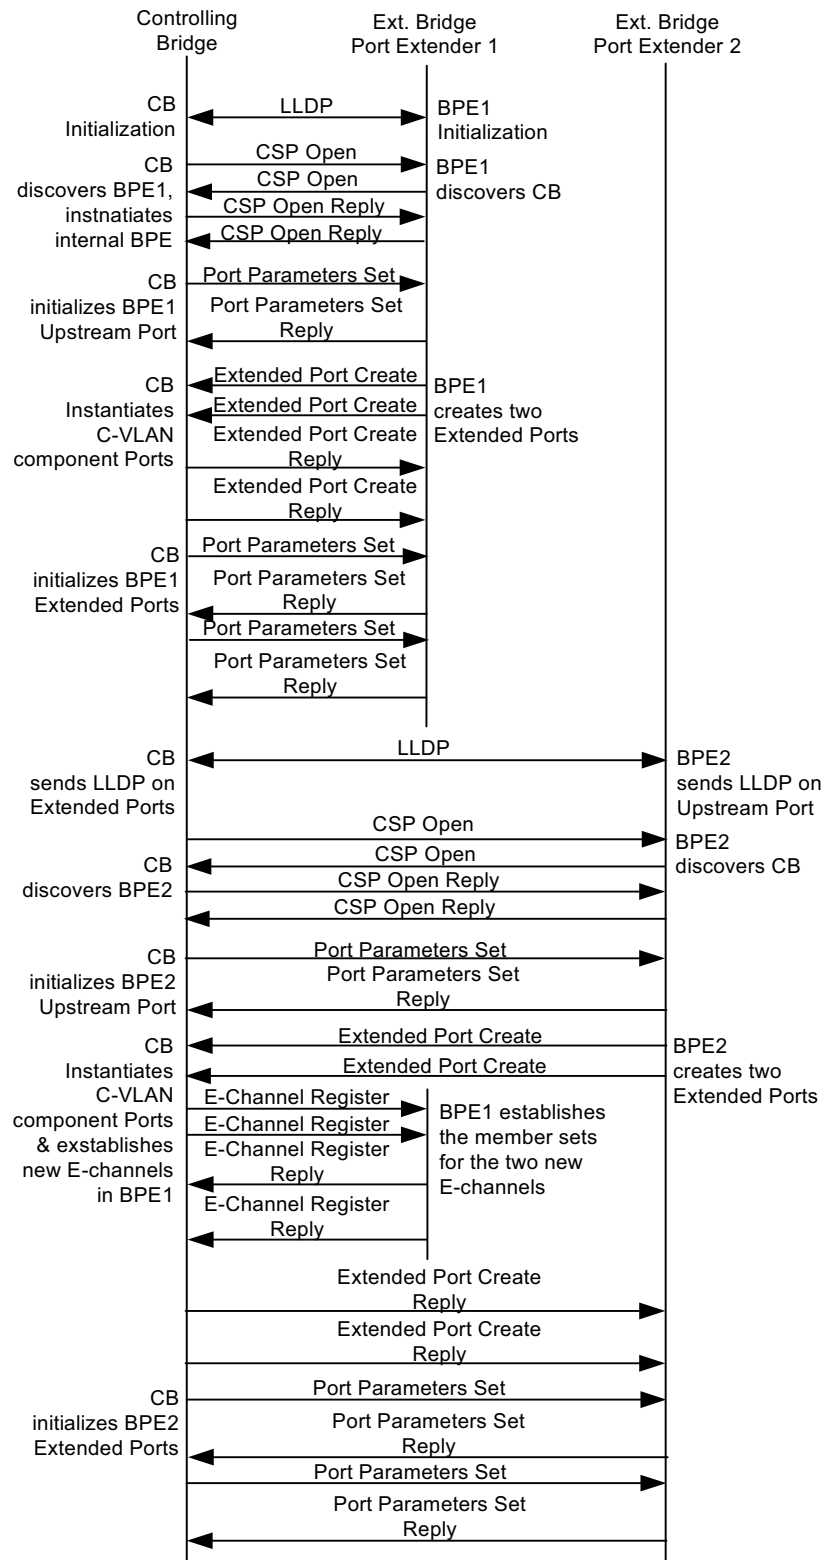 Controlling
Bridge
Ext. Bridge
Port Extender 1
Ext. Bridge
Port Extender 2
CB
Initialization
LLDP
BPE1
Initialization
CSP Open
CB
discovers BPE1,
instnatiates
internal BPE
CSP Open
CSP Open Reply
CSP Open Reply
BPE1
discovers CB
CB
initializes BPE1
Upstream Port
Port Parameters Set
Port Parameters Set
Reply
CB
Instantiates
C-VLAN
component Ports
Extended Port Create
Extended Port Create
Extended Port Create
Reply
Extended Port Create
Reply
BPE1
creates two
Extended Ports
CB
initializes BPE1
Extended Ports
Port Parameters Set
Port Parameters Set
Reply
Port Parameters Set
Port Parameters Set
Reply
CB
sends LLDP on
Extended Ports
LLDP
BPE2
sends LLDP on
Upstream Port
CSP Open
BPE2
discovers CB
CB
discovers BPE2
CSP Open
CSP Open Reply
CSP Open Reply
CB
initializes BPE2
Upstream Port
Port Parameters Set
Port Parameters Set
Reply
CB
Instantiates
C-VLAN
component Ports
& exstablishes
new E-channels
in BPE1
Extended Port Create
Extended Port Create
BPE2
creates two
Extended Ports
E-Channel Register
E-Channel Register
E-Channel Register
Reply
E-Channel Register
Reply
BPE1 establishes
the member sets
for the two new
E-channels
Extended Port Create
Reply
Extended Port Create
Reply
CB
initializes BPE2
Extended Ports
Port Parameters Set
Port Parameters Set
Reply
Port Parameters Set
Port Parameters Set
Reply